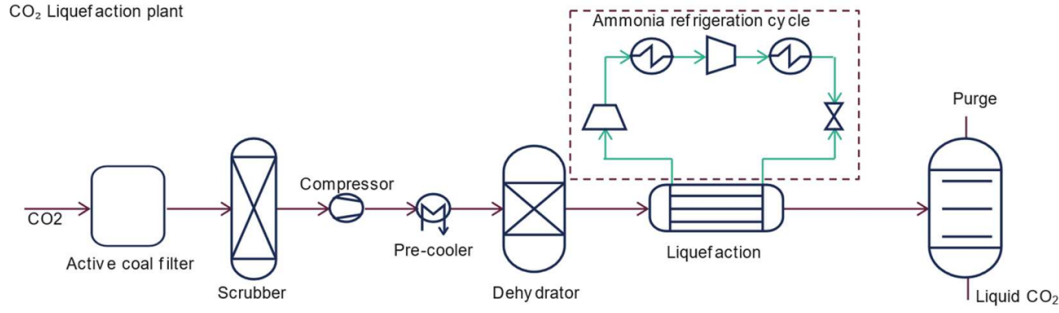 CO₂ Liquefaction plant
Ammonia refrigeration cycle
Purge
Compressor
CO2
Pre-cooler
Liquefaction
Active coal filter
Scrubber
Dehydrator
Liquid CO₂